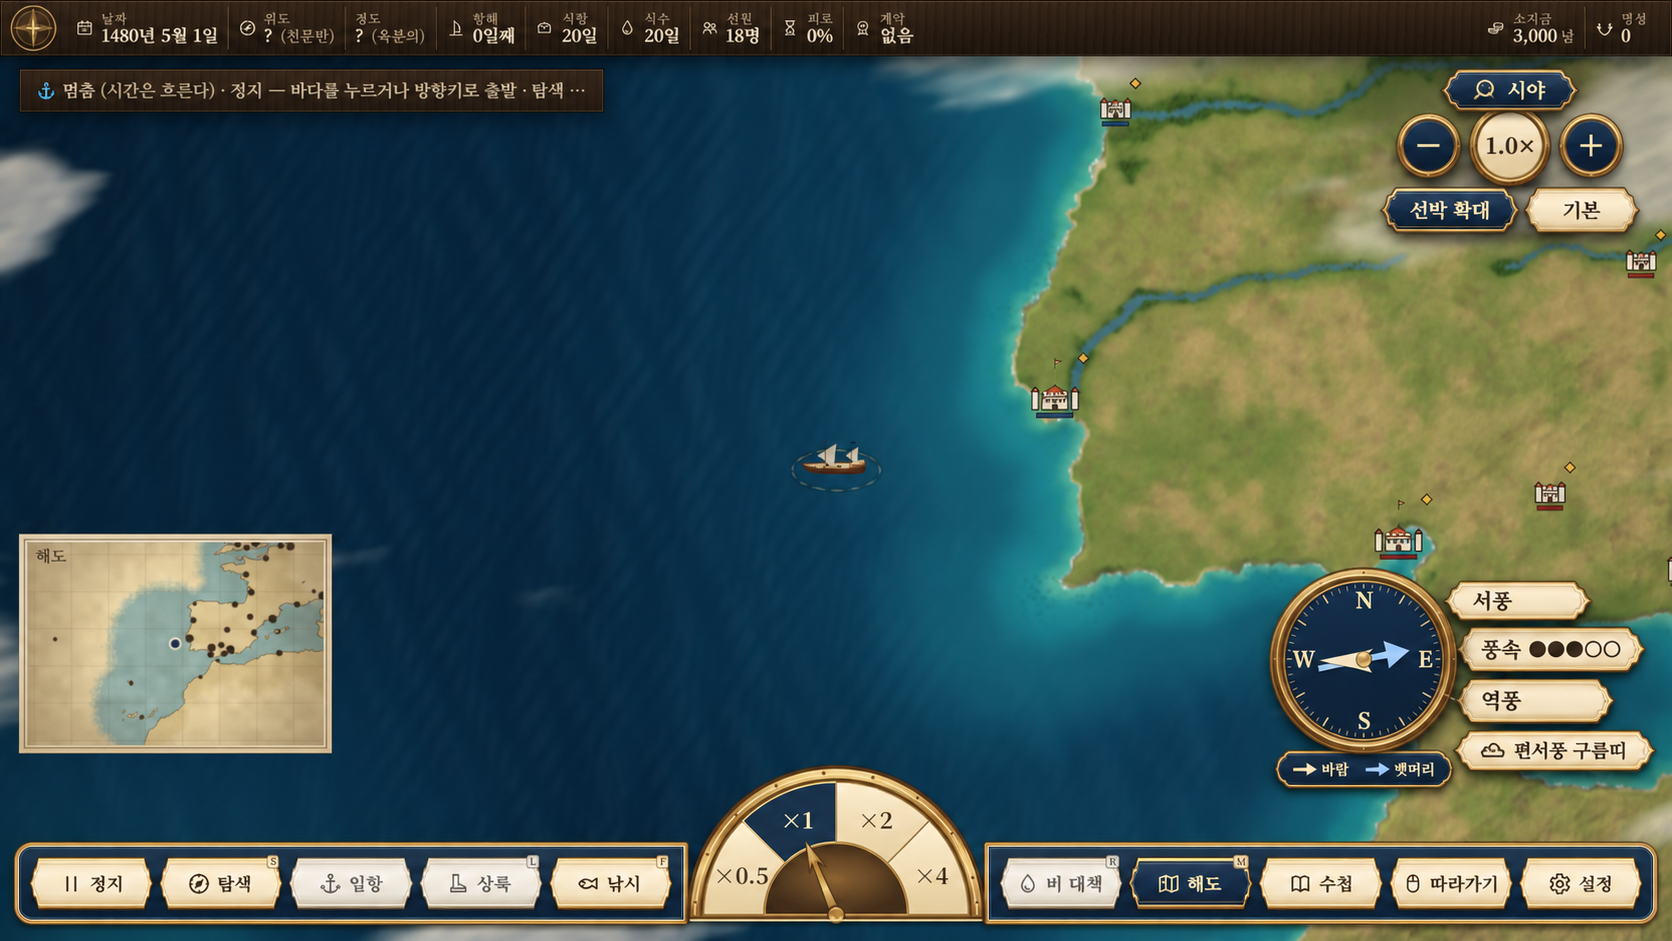 날짜
1480년 5월 1일
위도
? (천문반)
경도
? (옥분의)
항해
0일째
식량
20일
식수
20일
선원
18명
피로
0%
계약
없음
소지금
3,000 닢
명성
0
멈춤 (시간은 흐른다) · 정지 — 바다를 누르거나 방향키로 출발 · 탐색 ···
시야
−
1.0×
+
선박 확대
기본
해도
N
W
E
S
서풍
풍속
역풍
편서풍 구름띠
바람
뱃머리
×0.5
×1
×2
×4
정지
탐색
S
입항
상륙
L
낚시
F
비 대책
R
해도
M
수첩
따라가기
설정